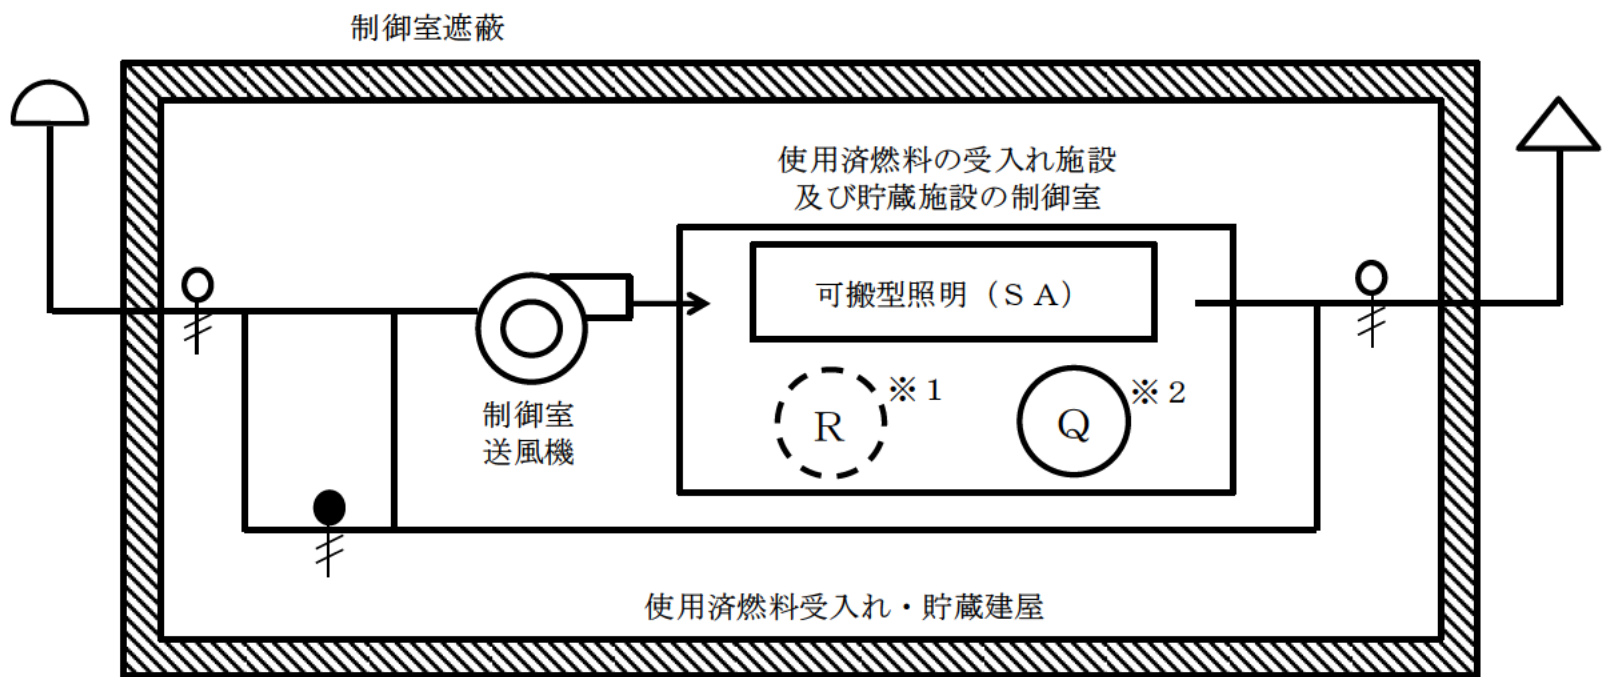 制御室遮蔽
使用済燃料の受入れ施設
及び貯蔵施設の制御室
可搬型照明（ＳＡ）
R ※１
Q ※２
制御室
送風機
使用済燃料受入れ・貯蔵建屋